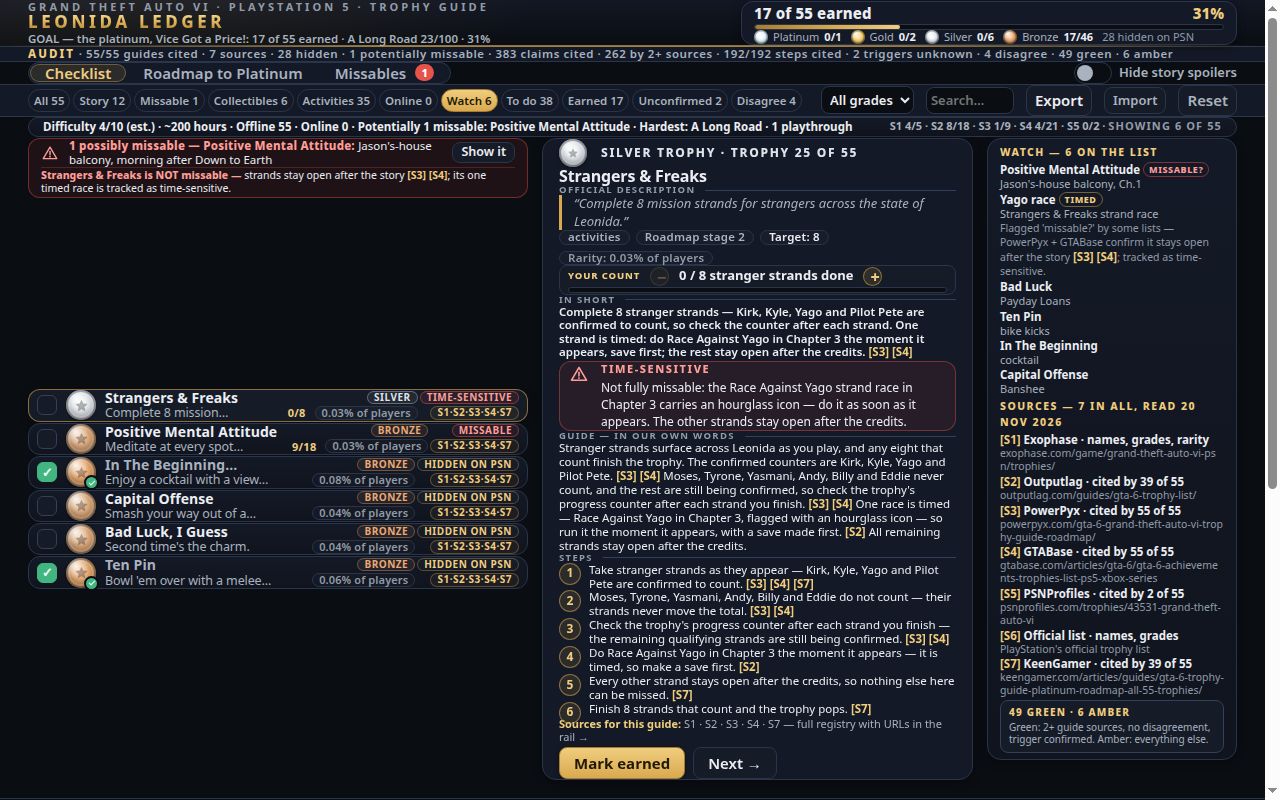 GRAND THEFT AUTO VI · PLAYSTATION 5 · TROPHY GUIDE
LEONIDA LEDGER
GOAL — the platinum, Vice Got a Price!: 17 of 55 earned · A Long Road 23/100 · 31%
17 of 55 earned 31%
Platinum 0/1 Gold 0/2 Silver 0/6 Bronze 17/46 28 hidden on PSN
AUDIT · 55/55 guides cited · 7 sources · 28 hidden · 1 potentially missable · 383 claims cited · 262 by 2+ sources · 192/192 steps cited · 2 triggers unknown · 4 disagree · 49 green · 6 amber
Checklist Roadmap to Platinum Missables 1 Hide story spoilers
All 55 Story 12 Missable 1 Collectibles 6 Activities 35 Online 0 Watch 6 To do 38 Earned 17 Unconfirmed 2 Disagree 4 All grades Search... Export Import Reset
Difficulty 4/10 (est.) · ~200 hours · Offline 55 · Online 0 · Potentially 1 missable: Positive Mental Attitude · Hardest: A Long Road · 1 playthrough S1 4/5 · S2 8/18 · S3 1/9 · S4 4/21 · S5 0/2 · SHOWING 6 OF 55
1 possibly missable — Positive Mental Attitude: Jason's-house
balcony, morning after Down to Earth
Show it
Strangers & Freaks is NOT missable — strands stay open after the story [S3] [S4]; its one
timed race is tracked as time-sensitive.
Strangers & Freaks SILVER TIME-SENSITIVE
Complete 8 mission... 0/8 0.03% of players S1·S2·S3·S4·S7
Positive Mental Attitude BRONZE MISSABLE
Meditate at every spot... 9/18 0.03% of players S1·S2·S3·S4·S7
In The Beginning... BRONZE HIDDEN ON PSN
Enjoy a cocktail with a view... 0.08% of players S1·S2·S3·S4·S7
Capital Offense BRONZE HIDDEN ON PSN
Smash your way out of a... 0.04% of players S1·S2·S3·S4·S7
Bad Luck, I Guess BRONZE HIDDEN ON PSN
Second time's the charm. 0.04% of players S1·S2·S3·S4·S7
Ten Pin BRONZE HIDDEN ON PSN
Bowl 'em over with a melee... 0.06% of players S1·S2·S3·S4·S7
SILVER TROPHY · TROPHY 25 OF 55
Strangers & Freaks
OFFICIAL DESCRIPTION
“Complete 8 mission strands for strangers across the state of
Leonida.”
activities Roadmap stage 2 Target: 8
Rarity: 0.03% of players
YOUR COUNT − 0 / 8 stranger strands done +
IN SHORT
Complete 8 stranger strands — Kirk, Kyle, Yago and Pilot Pete are
confirmed to count, so check the counter after each strand. One
strand is timed: do Race Against Yago in Chapter 3 the moment it
appears, save first; the rest stay open after the credits. [S3] [S4]
TIME-SENSITIVE
Not fully missable: the Race Against Yago strand race in
Chapter 3 carries an hourglass icon — do it as soon as it
appears. The other strands stay open after the credits.
GUIDE — IN OUR OWN WORDS
Stranger strands surface across Leonida as you play, and any eight that
count finish the trophy. The confirmed counters are Kirk, Kyle, Yago and
Pilot Pete. [S3] [S4] Moses, Tyrone, Yasmani, Andy, Billy and Eddie never
count, and the rest are still being confirmed, so check the trophy's
progress counter after each strand you finish. [S3] [S4] One race is timed
— Race Against Yago in Chapter 3, flagged with an hourglass icon — so
run it the moment it appears, with a save made first. [S2] All remaining
strands stay open after the credits.
STEPS
1 Take stranger strands as they appear — Kirk, Kyle, Yago and Pilot
Pete are confirmed to count. [S3] [S4] [S7]
2 Moses, Tyrone, Yasmani, Andy, Billy and Eddie do not count — their
strands never move the total. [S3] [S4]
3 Check the trophy's progress counter after each strand you finish —
the remaining qualifying strands are still being confirmed. [S3] [S4]
4 Do Race Against Yago in Chapter 3 the moment it appears — it is
timed, so make a save first. [S2]
5 Every other strand stays open after the credits, so nothing else here
can be missed. [S7]
6 Finish 8 strands that count and the trophy pops. [S7]
Sources for this guide: S1 · S2 · S3 · S4 · S7 — full registry with URLs in the
rail →
Mark earned Next →
WATCH — 6 ON THE LIST
Positive Mental Attitude MISSABLE?
Jason's-house balcony, Ch.1
Yago race TIMED
Strangers & Freaks strand race
Flagged 'missable?' by some lists —
PowerPyx + GTABase confirm it stays open
after the story [S3] [S4]; tracked as time-
sensitive.
Bad Luck
Payday Loans
Ten Pin
bike kicks
In The Beginning
cocktail
Capital Offense
Banshee
SOURCES — 7 IN ALL, READ 20
NOV 2026
[S1] Exophase · names, grades, rarity
exophase.com/game/grand-theft-auto-vi-ps
n/trophies/
[S2] Outputlag · cited by 39 of 55
outputlag.com/guides/gta-6-trophy-list/
[S3] PowerPyx · cited by 55 of 55
powerpyx.com/gta-6-grand-theft-auto-vi-trop
hy-guide-roadmap/
[S4] GTABase · cited by 55 of 55
gtabase.com/articles/gta-6/gta-6-achieveme
nts-trophies-list-ps5-xbox-series
[S5] PSNProfiles · cited by 2 of 55
psnprofiles.com/trophies/43531-grand-theft-
auto-vi
[S6] Official list · names, grades
PlayStation's official trophy list
[S7] KeenGamer · cited by 39 of 55
keengamer.com/articles/guides/gta-6-trophy-
guide-platinum-roadmap-all-55-trophies/
49 GREEN · 6 AMBER
Green: 2+ guide sources, no disagreement,
trigger confirmed. Amber: everything else.